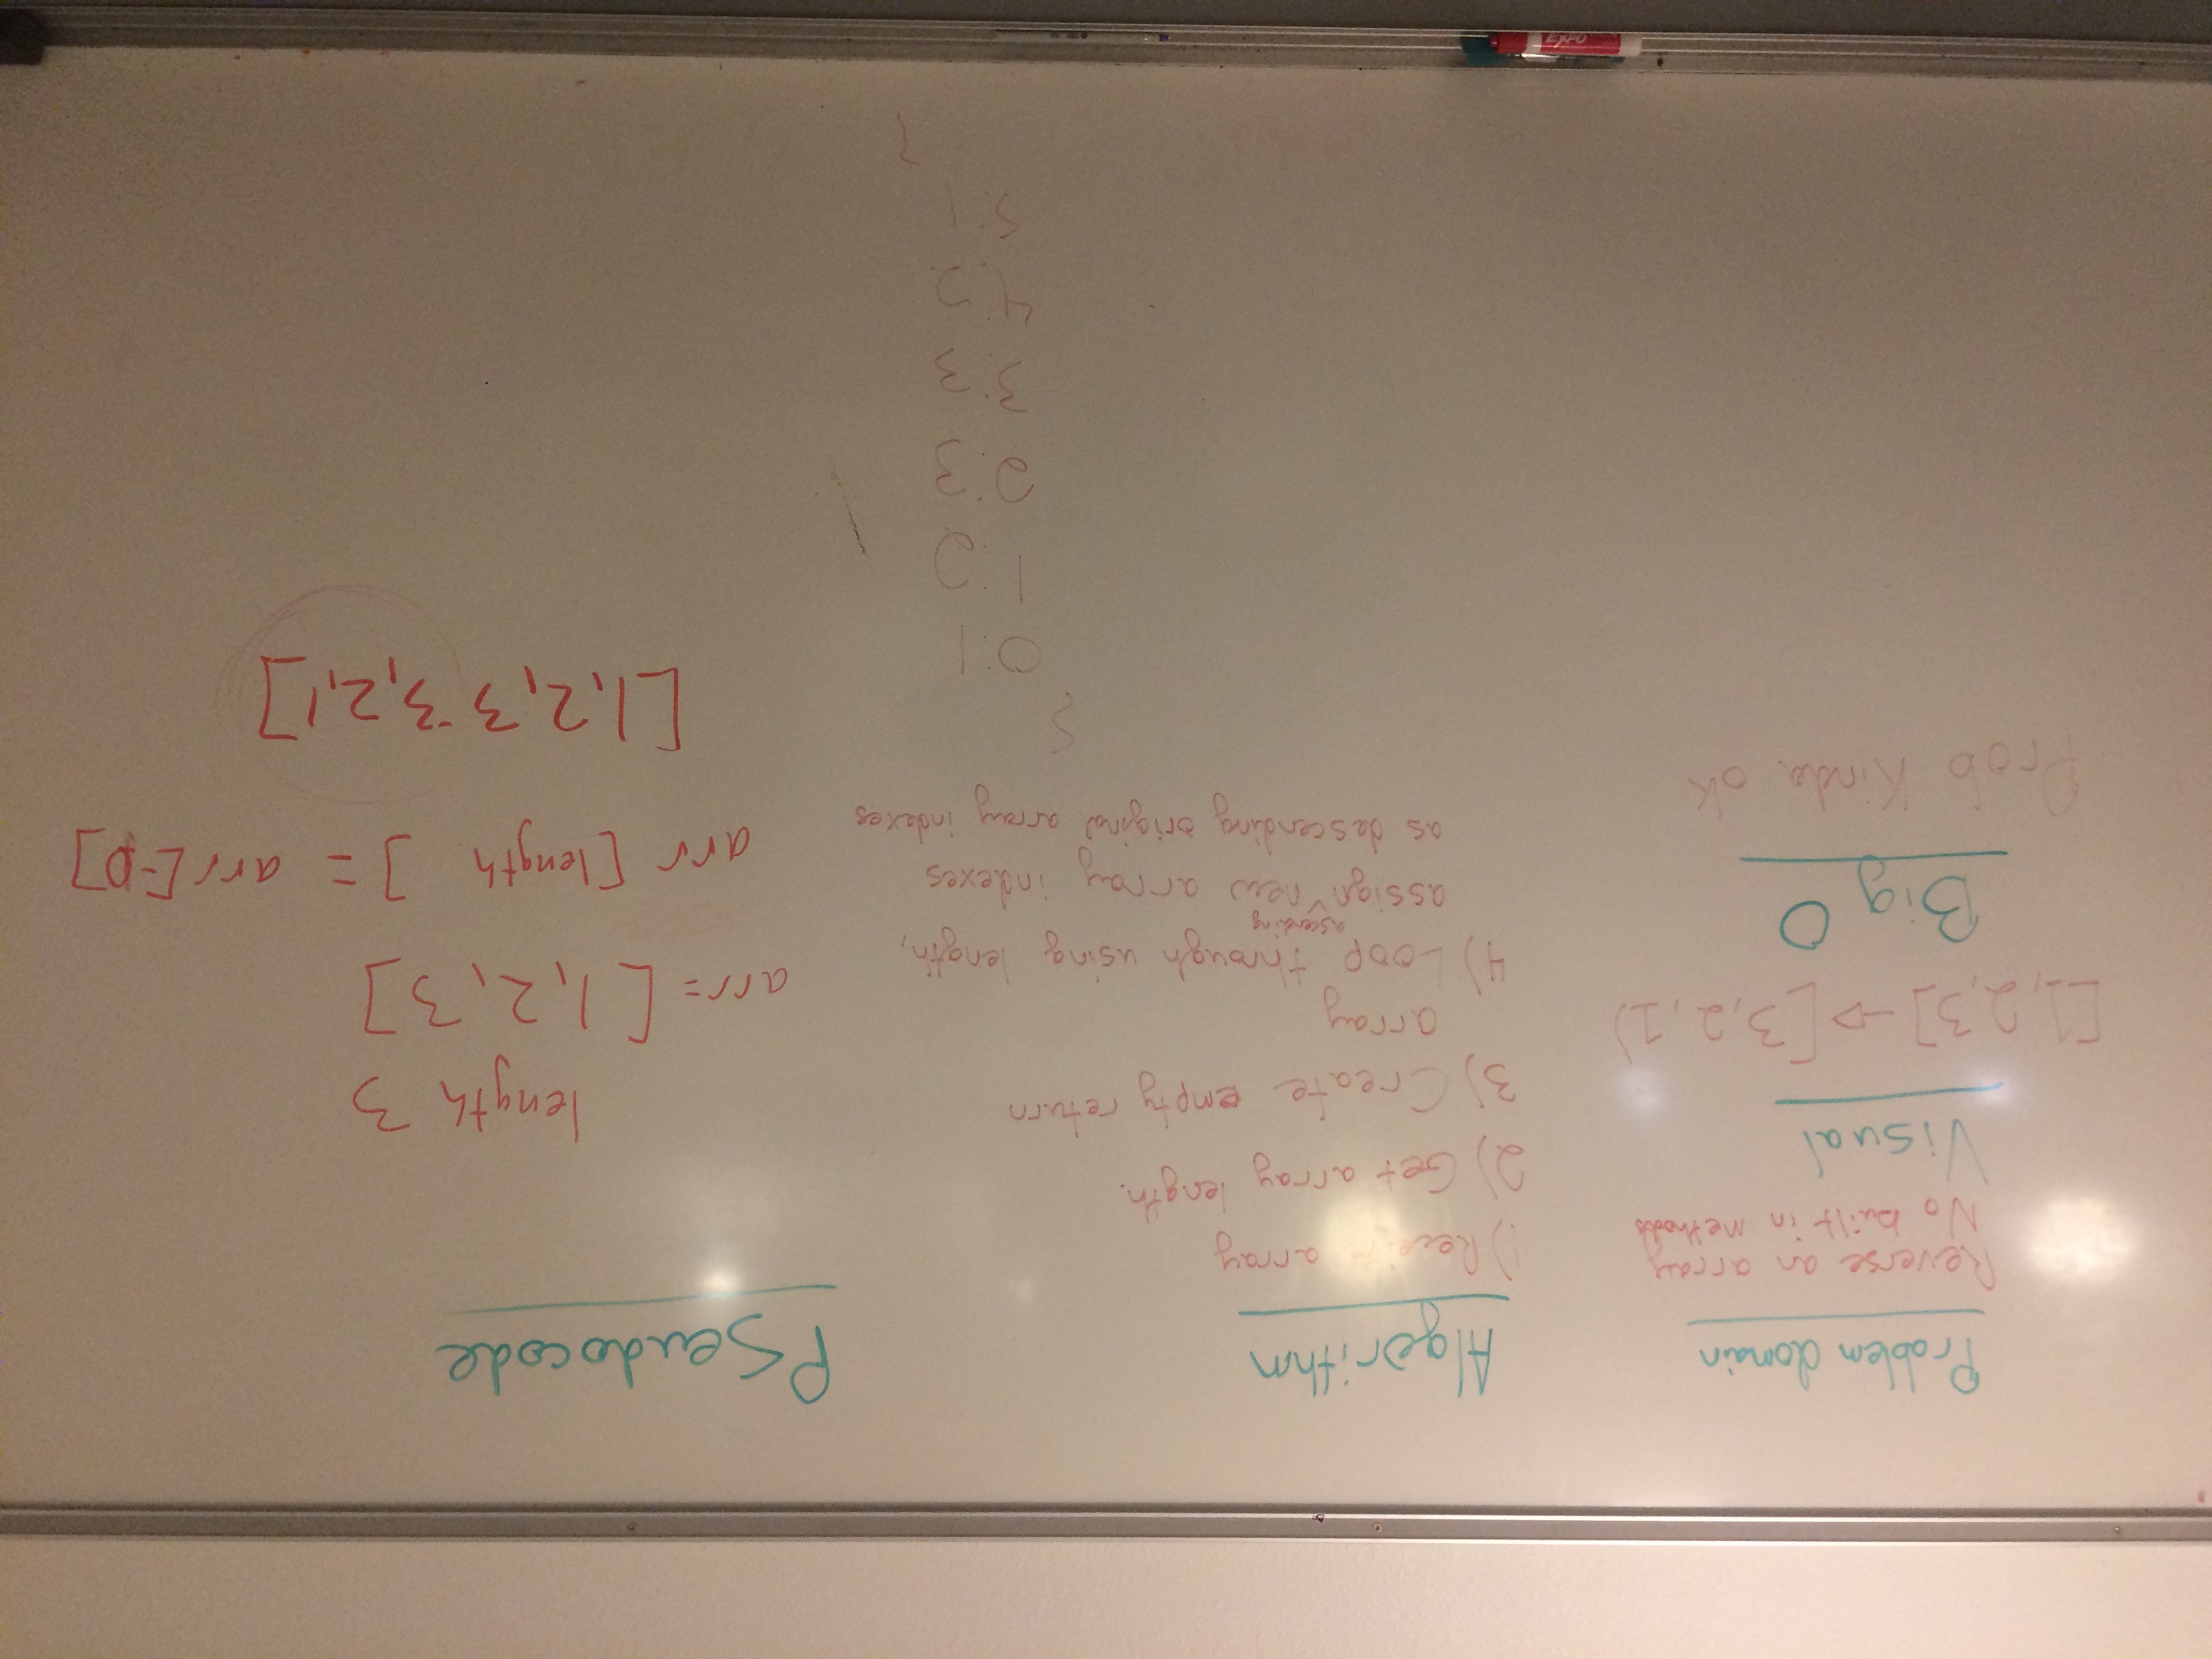 Problem domain
Reverse an array
No built in methods
Visual
[1,2,3] → [3,2,1]
Big O
Prob Kinda ok
Algorithm
1) Receive array
2) Get array length.
3) Create empty return
array
4) Loop through using length,
ascending
assign new array indexes
as descending original array indexes
{
0:1
1:2
2:3
3:3
4:2
5:1
}
Pseudocode
length 3
arr= [1,2,3]
arr [length ] =
[1,2,3 3,2,1]
Expo